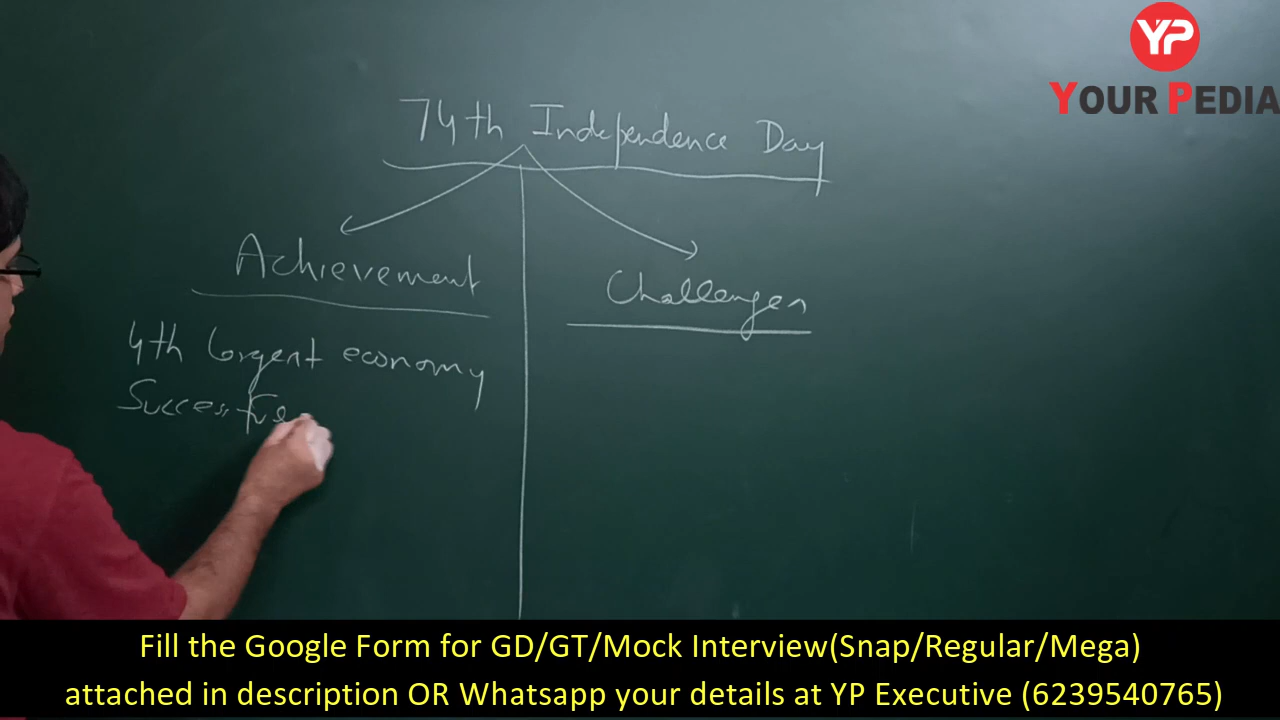 YP
YOUR PEDIA
74th Independence Day
Achievement
Challenges
4th largest economy
Successful
Fill the Google Form for GD/GT/Mock Interview(Snap/Regular/Mega)
attached in description OR Whatsapp your details at YP Executive (6239540765)